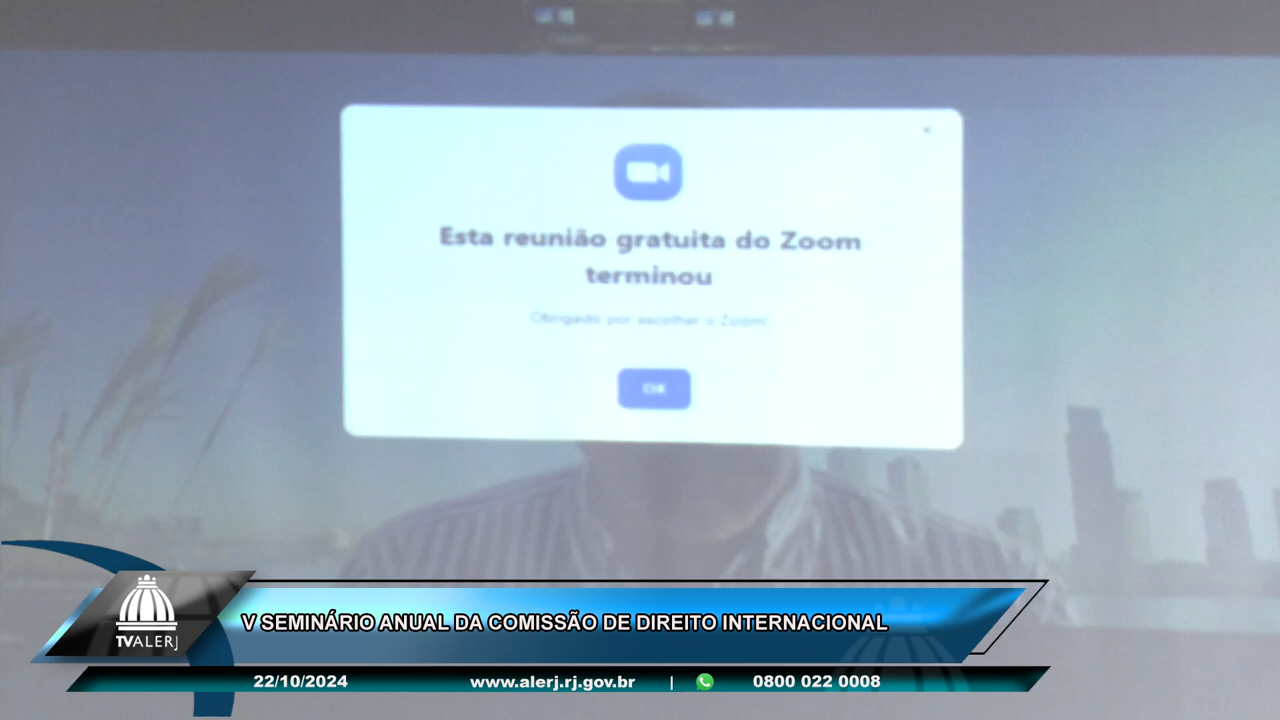 Esta reunião gratuita do Zoom
terminou
Obrigado por escolher o Zoom!
OK
V SEMINÁRIO ANUAL DA COMISSÃO DE DIREITO INTERNACIONAL
TVALERJ
22/10/2024 www.alerj.rj.gov.br | 0800 022 0008